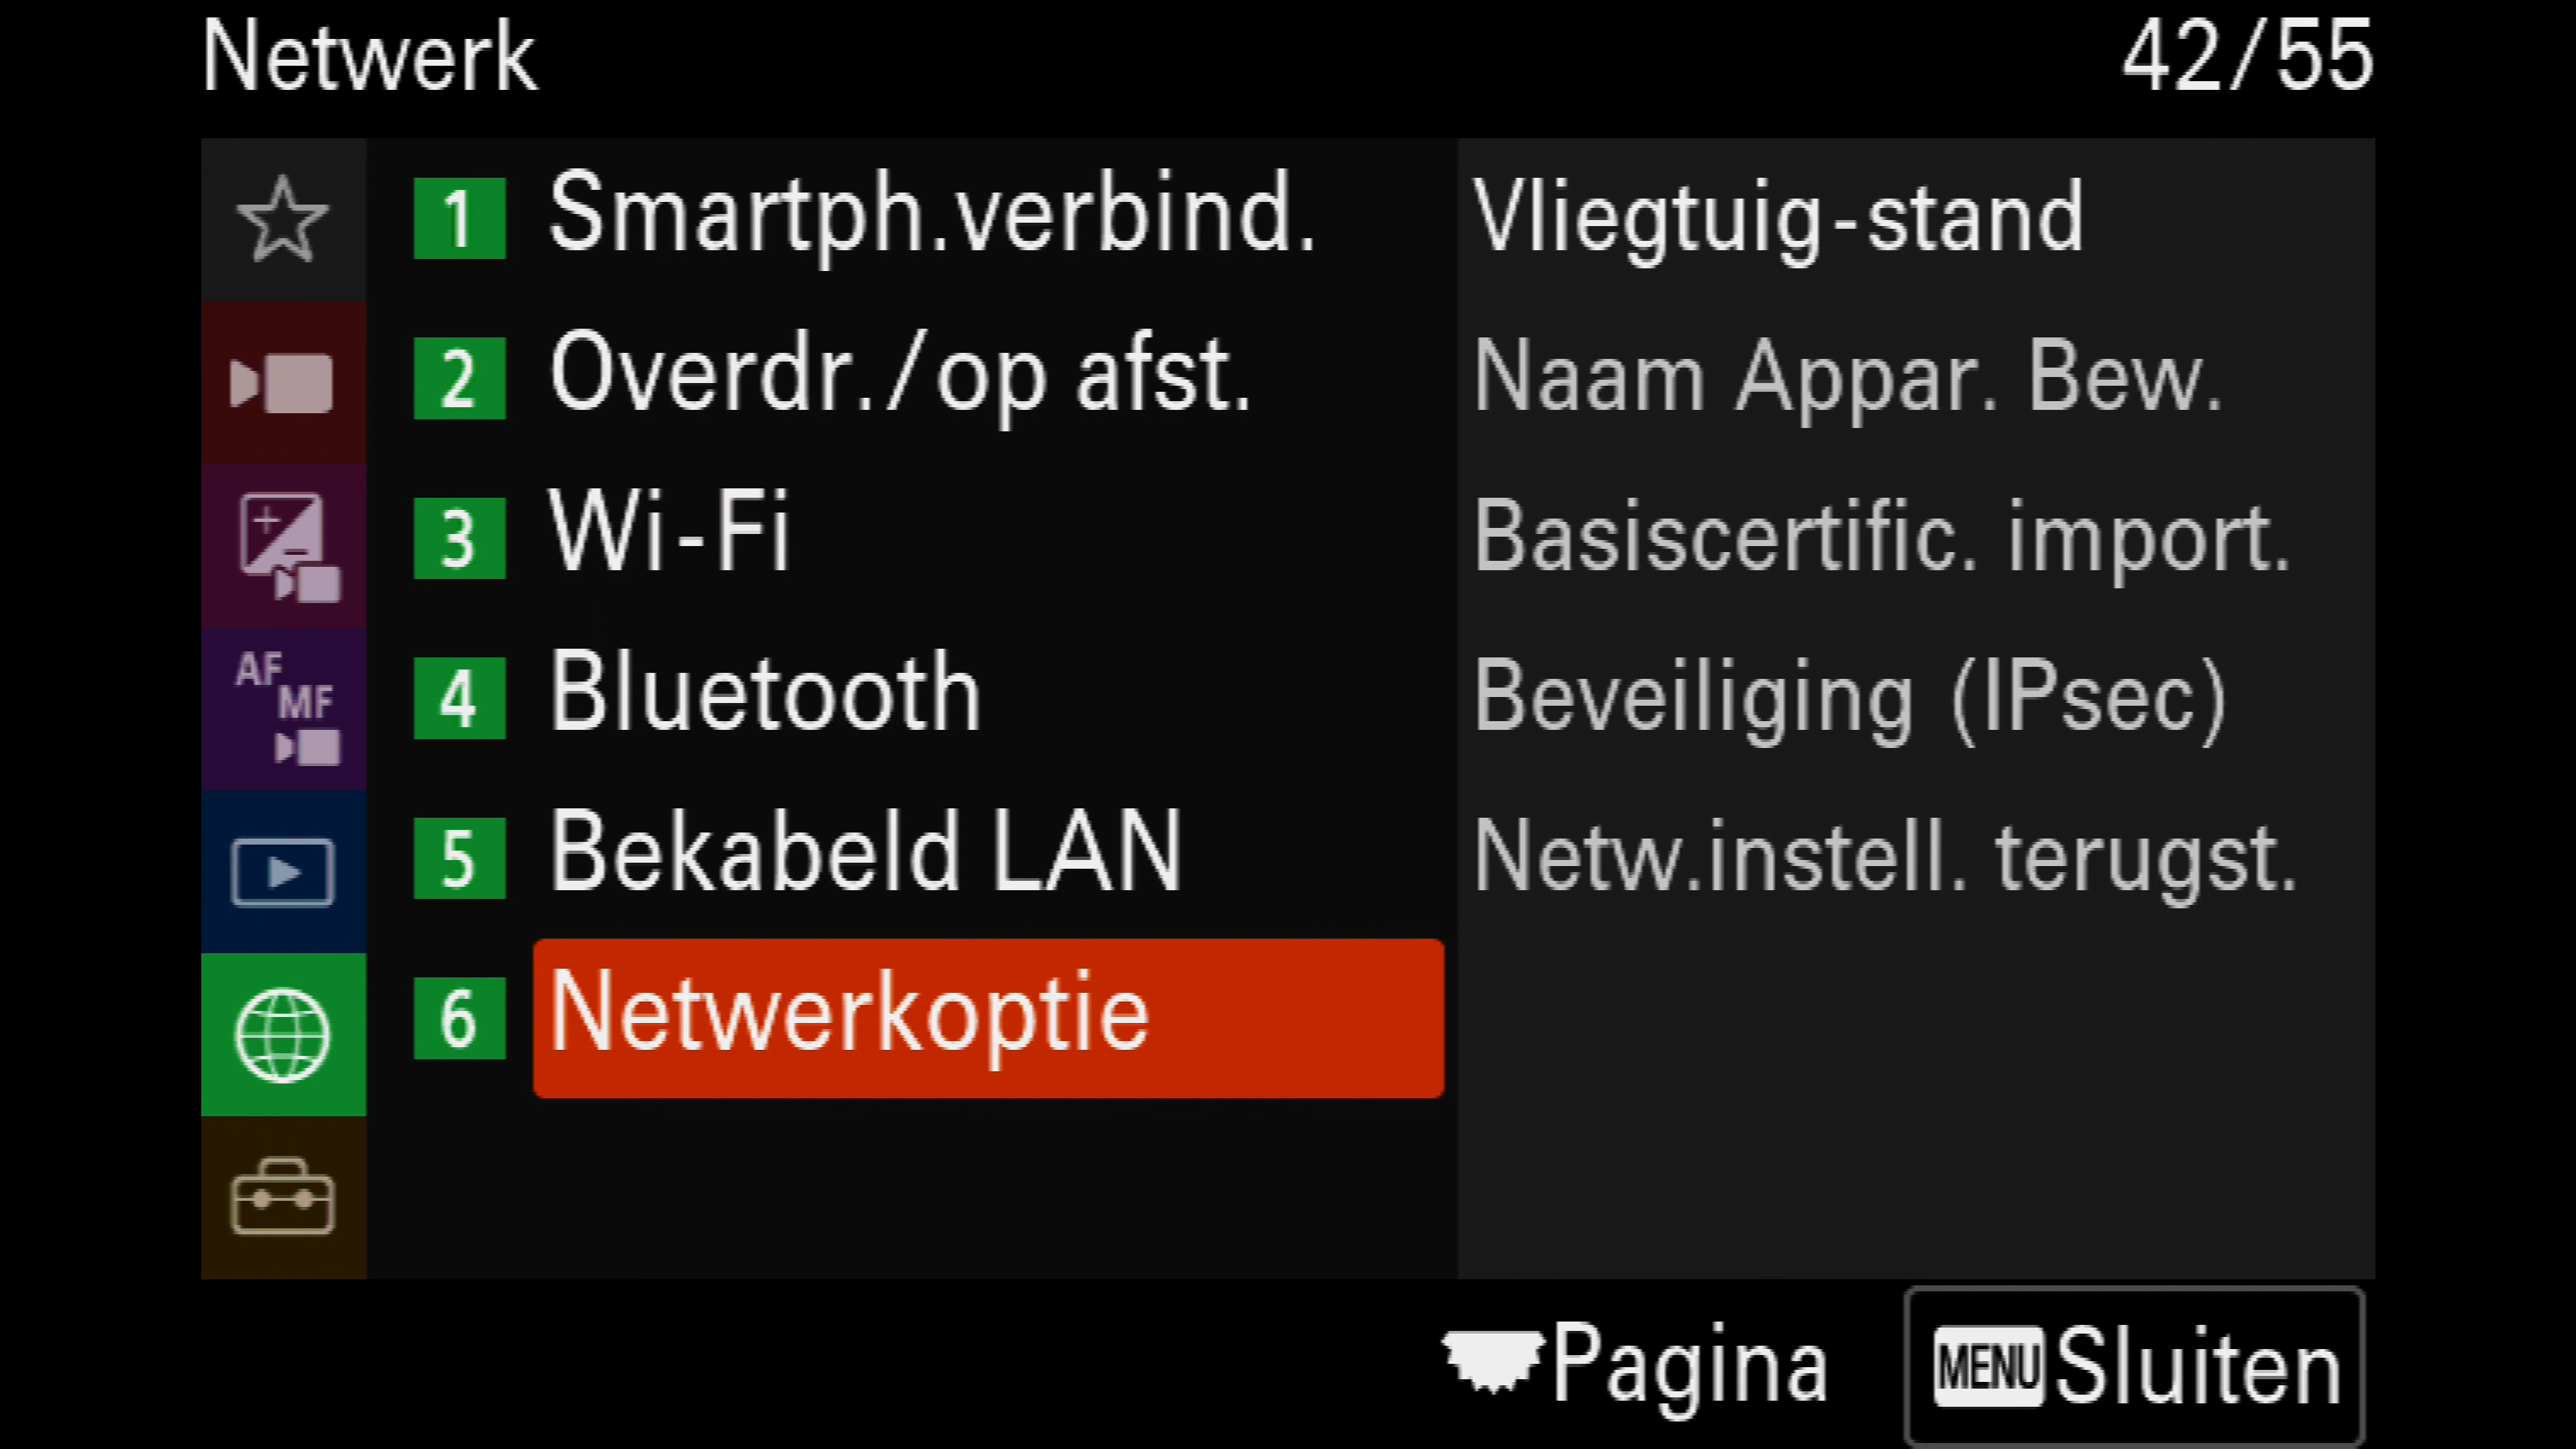 Netwerk 42/55
1 Smartph.verbind.
2 Overdr./op afst.
3 Wi-Fi
4 Bluetooth
5 Bekabeld LAN
6 Netwerkoptie
AF
MF
Vliegtuig-stand
Naam Appar. Bew.
Basiscertific. import.
Beveiliging (IPsec)
Netw.instell. terugst.
Pagina MENU Sluiten